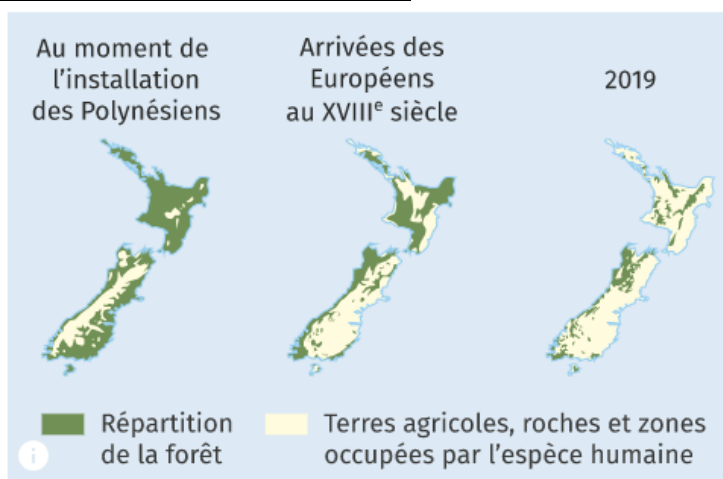 Au moment de
l'installation
des Polynésiens
Arrivées des
Européens
au XVIIIe siècle
2019
Répartition
de la forêt
Terres agricoles, roches et zones
occupées par l'espèce humaine
i